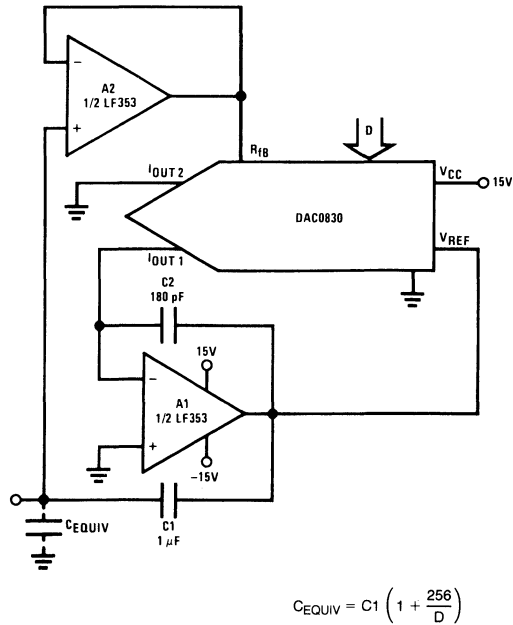 −
A2
1/2 LF353
+
RfB
D
IOUT 2
VCC
15V
DAC0830
VREF
IOUT 1
C2
180 pF
15V
−
A1
1/2 LF353
+
−15V
CEQUIV
C1
1 μF
CEQUIV = C1 (1 + 256/D)